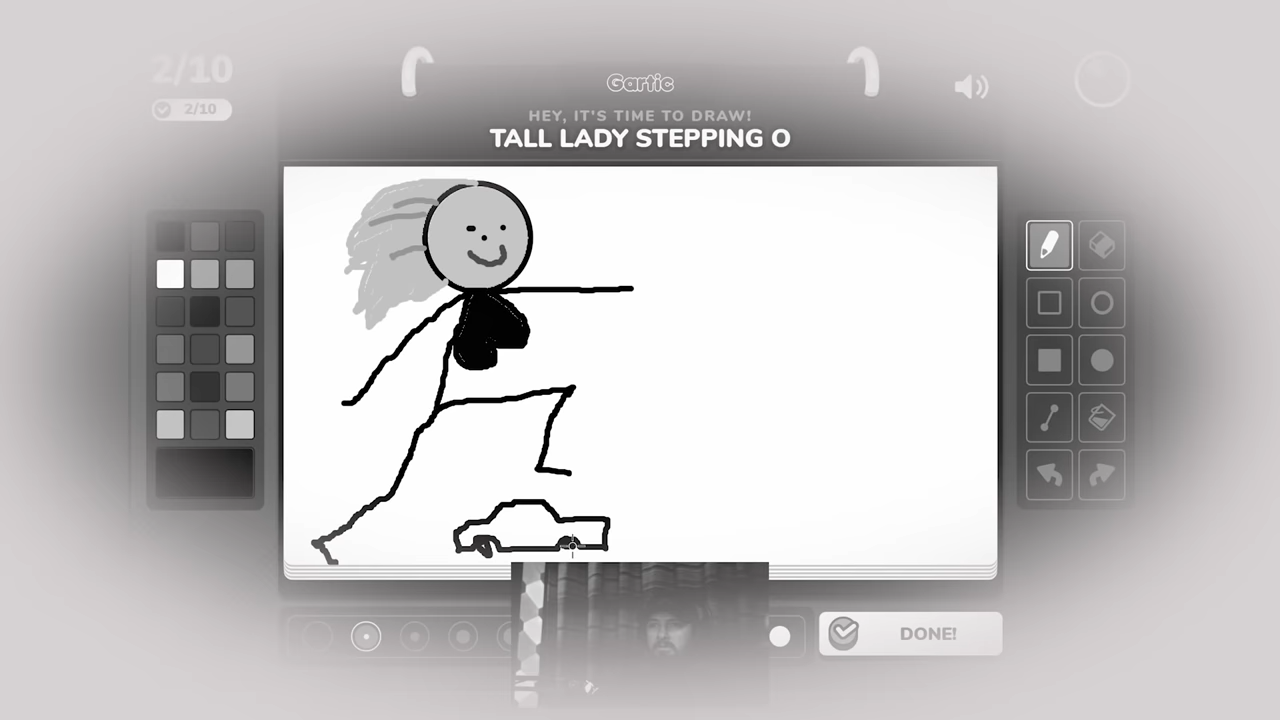 2/10
2/10
Gartic
HEY, IT'S TIME TO DRAW!
TALL LADY STEPPING O
DONE!